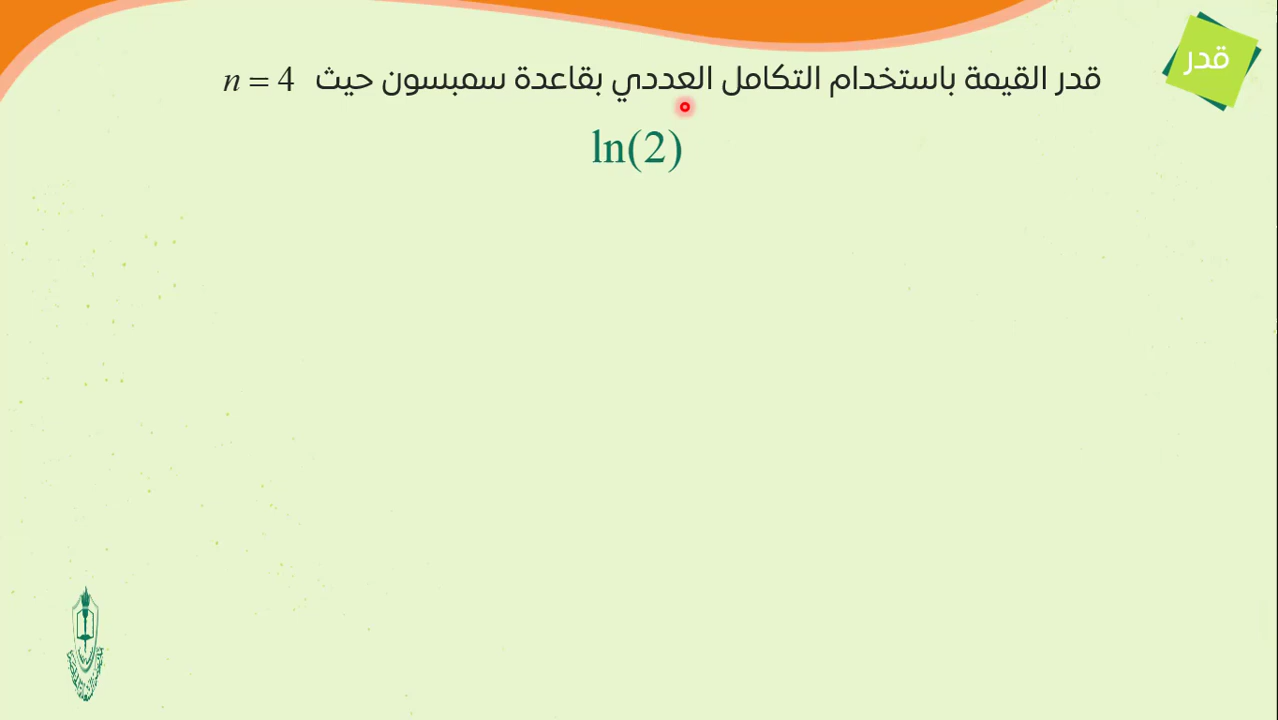 قدر
قدر القيمة باستخدام التكامل العددي بقاعدة سمبسون حيث n = 4
ln(2)